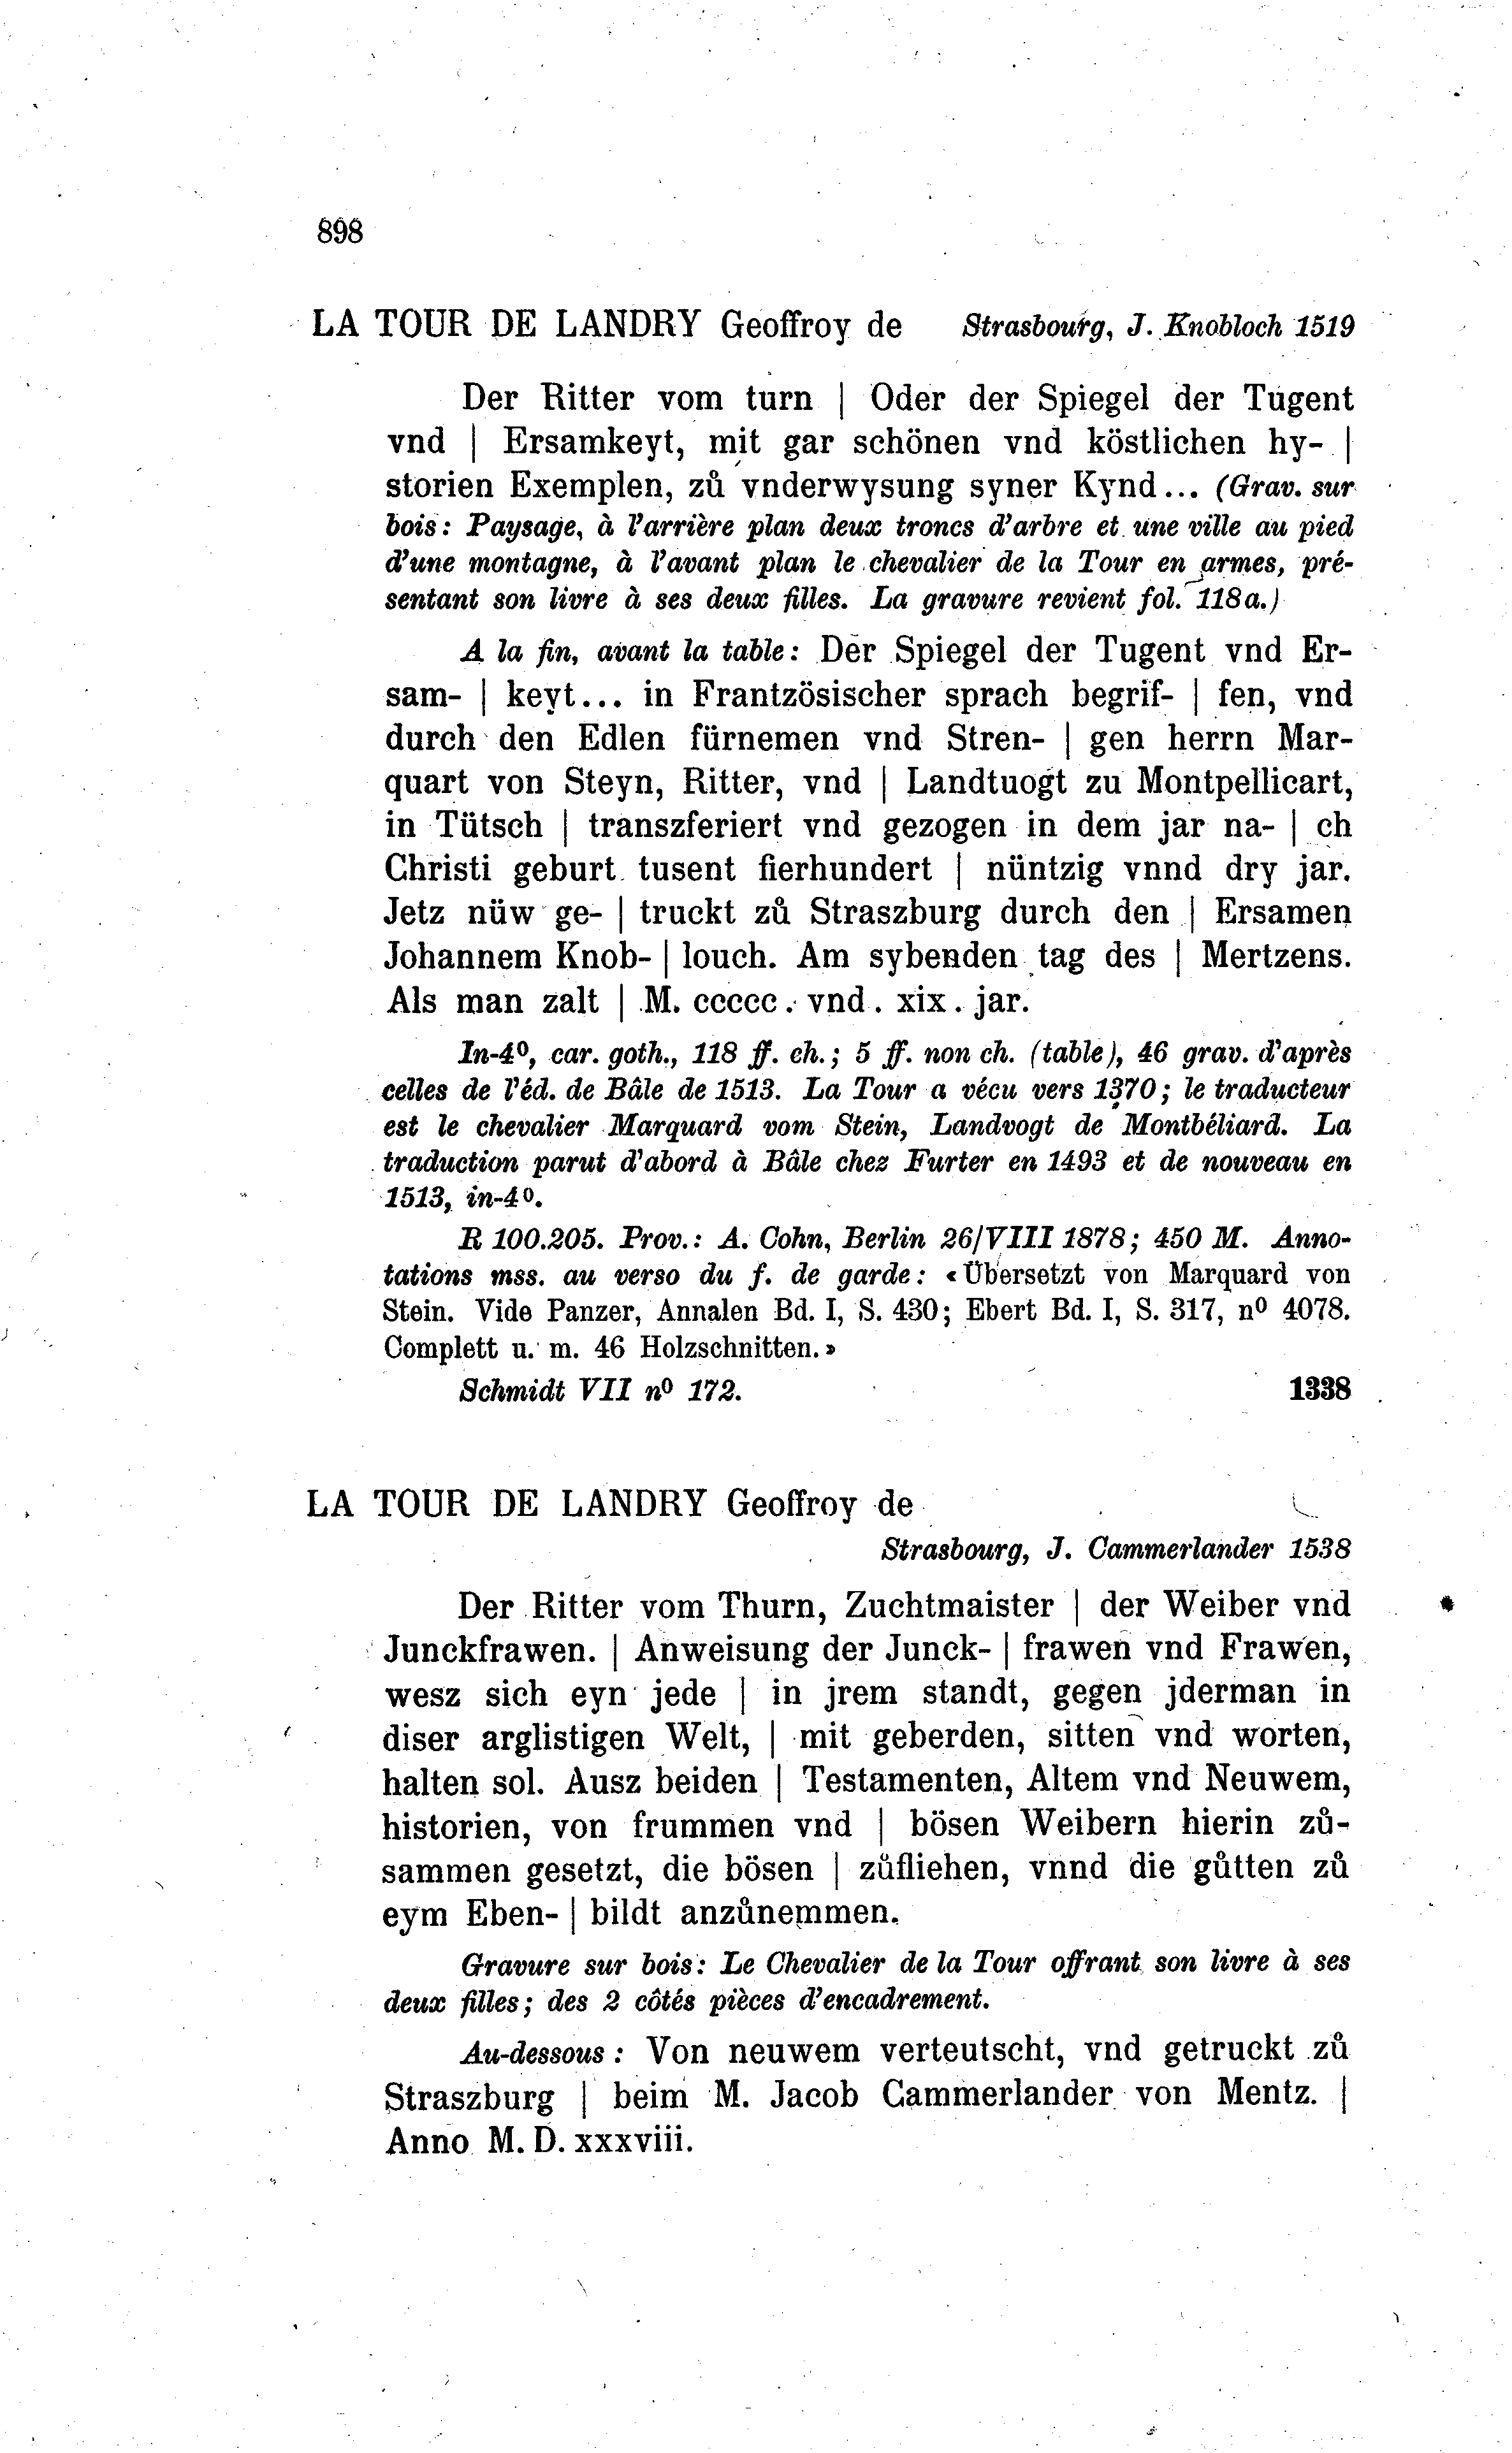 898
LA TOUR DE LANDRY Geoffroy de Strasbourg, J. Knobloch 1519
Der Ritter vom turn | Oder der Spiegel der Tugent
vnd | Ersamkeyt, mit gar schönen vnd köstlichen hy- |
storien Exemplen, zů vnderwysung syner Kynd... (Grav. sur
bois: Paysage, à l'arrière plan deux troncs d'arbre et une ville au pied
d'une montagne, à l'avant plan le chevalier de la Tour en armes, pré-
sentant son livre à ses deux filles. La gravure revient fol. 118a.)
A la fin, avant la table: Der Spiegel der Tugent vnd Er-
sam- | keyt... in Frantzösischer sprach begrif- | fen, vnd
durch den Edlen fürnemen vnd Stren- | gen herrn Mar-
quart von Steyn, Ritter, vnd | Landtuogt zu Montpellicart,
in Tütsch | transzferiert vnd gezogen in dem jar na- | ch
Christi geburt tusent fierhundert | nüntzig vnnd dry jar.
Jetz nüw ge- | truckt zů Straszburg durch den | Ersamen
Johannem Knob- | louch. Am sybenden tag des | Mertzens.
Als man zalt | M. ccccc. vnd. xix. jar.
In-4º, car. goth., 118 ff. ch.; 5 ff. non ch. (table), 46 grav. d'après
celles de l'éd. de Bâle de 1513. La Tour a vécu vers 1370; le traducteur
est le chevalier Marquard vom Stein, Landvogt de Montbéliard. La
traduction parut d'abord à Bâle chez Furter en 1493 et de nouveau en
1513, in-4º.
R 100.205. Prov.: A. Cohn, Berlin 26/VIII 1878; 450 M. Anno-
tations mss. au verso du f. de garde: «Übersetzt von Marquard von
Stein. Vide Panzer, Annalen Bd. I, S. 430; Ebert Bd. I, S. 317, nº 4078.
Complett u. m. 46 Holzschnitten.»
Schmidt VII nº 172. 1338
LA TOUR DE LANDRY Geoffroy de
Strasbourg, J. Cammerlander 1538
Der Ritter vom Thurn, Zuchtmaister | der Weiber vnd
Junckfrawen. | Anweisung der Junck- | frawen vnd Frawen,
wesz sich eyn jede | in jrem standt, gegen jderman in
diser arglistigen Welt, | mit geberden, sitten vnd worten,
halten sol. Ausz beiden | Testamenten, Altem vnd Neuwem,
historien, von frummen vnd | bösen Weibern hierin zů-
sammen gesetzt, die bösen | zůfliehen, vnnd die gůtten zů
eym Eben- | bildt anzůnemmen.
Gravure sur bois: Le Chevalier de la Tour offrant son livre à ses
deux filles; des 2 côtés pièces d'encadrement.
Au-dessous: Von neuwem verteutscht, vnd getruckt zů
Straszburg | beim M. Jacob Cammerlander von Mentz. |
Anno M. D. xxxviii.